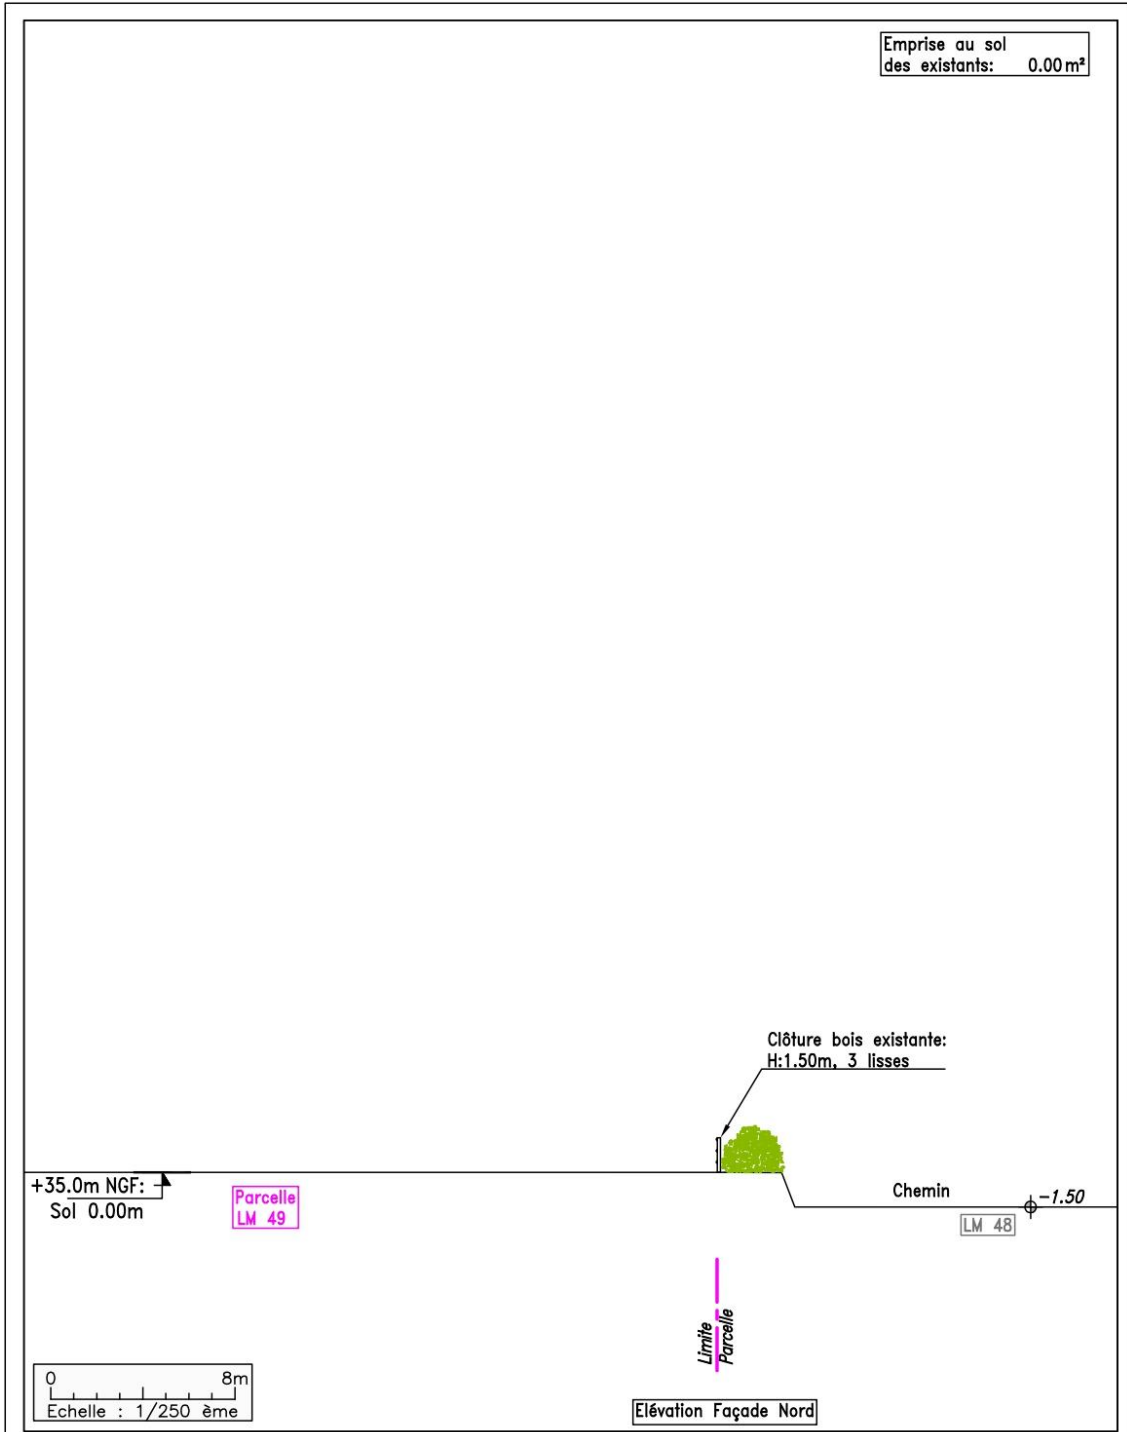 Emprise au sol
des existants: 0.00 m²
Clôture bois existante:
H:1.50m, 3 lisses
+35.0m NGF:
Sol 0.00m
Parcelle
LM 49
Chemin
-1.50
LM 48
Limite
Parcelle
0 8m
Echelle : 1/250 ème
Elévation Façade Nord